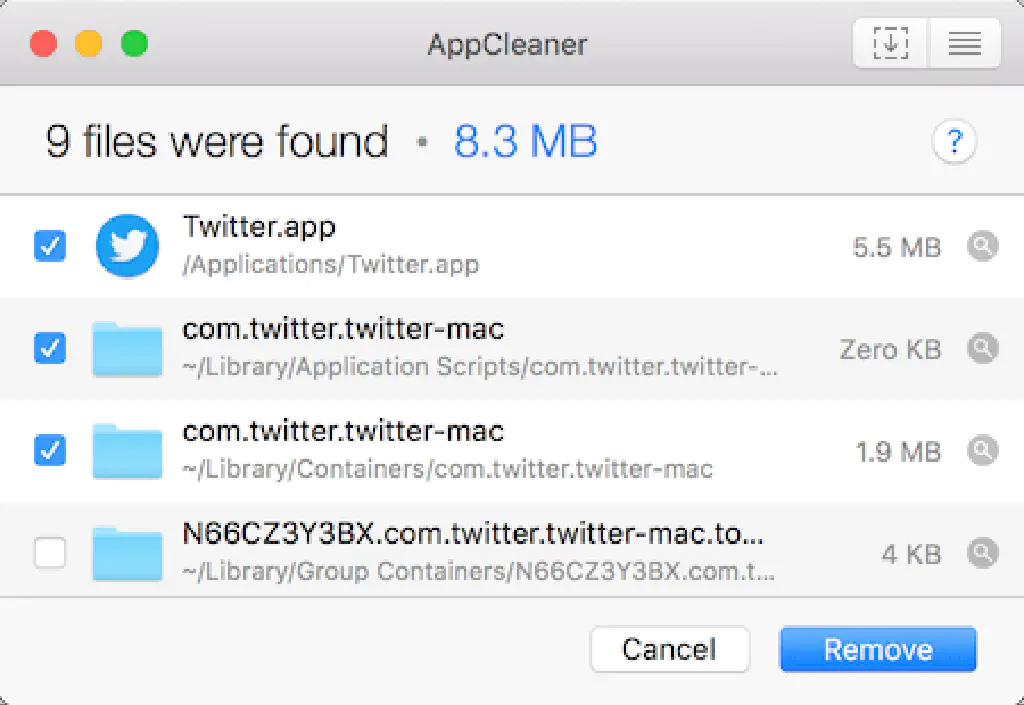 AppCleaner
9 files were found • 8.3 MB
?
Twitter.app
/Applications/Twitter.app
5.5 MB
com.twitter.twitter-mac
~/Library/Application Scripts/com.twitter.twitter-...
Zero KB
com.twitter.twitter-mac
~/Library/Containers/com.twitter.twitter-mac
1.9 MB
N66CZ3Y3BX.com.twitter.twitter-mac.to...
~/Library/Group Containers/N66CZ3Y3BX.com.t...
4 KB
Cancel
Remove